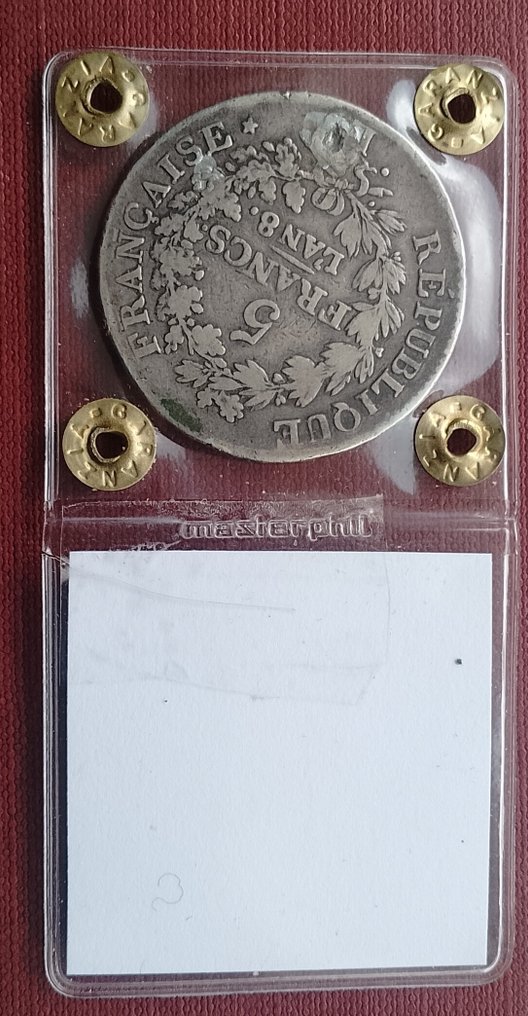 GARANZIA
GARANZIA
RÉPUBLIQUE FRANÇAISE ★
5
FRANCS.
L'AN 8.
GARANZIA
GARANZIA
masterphil